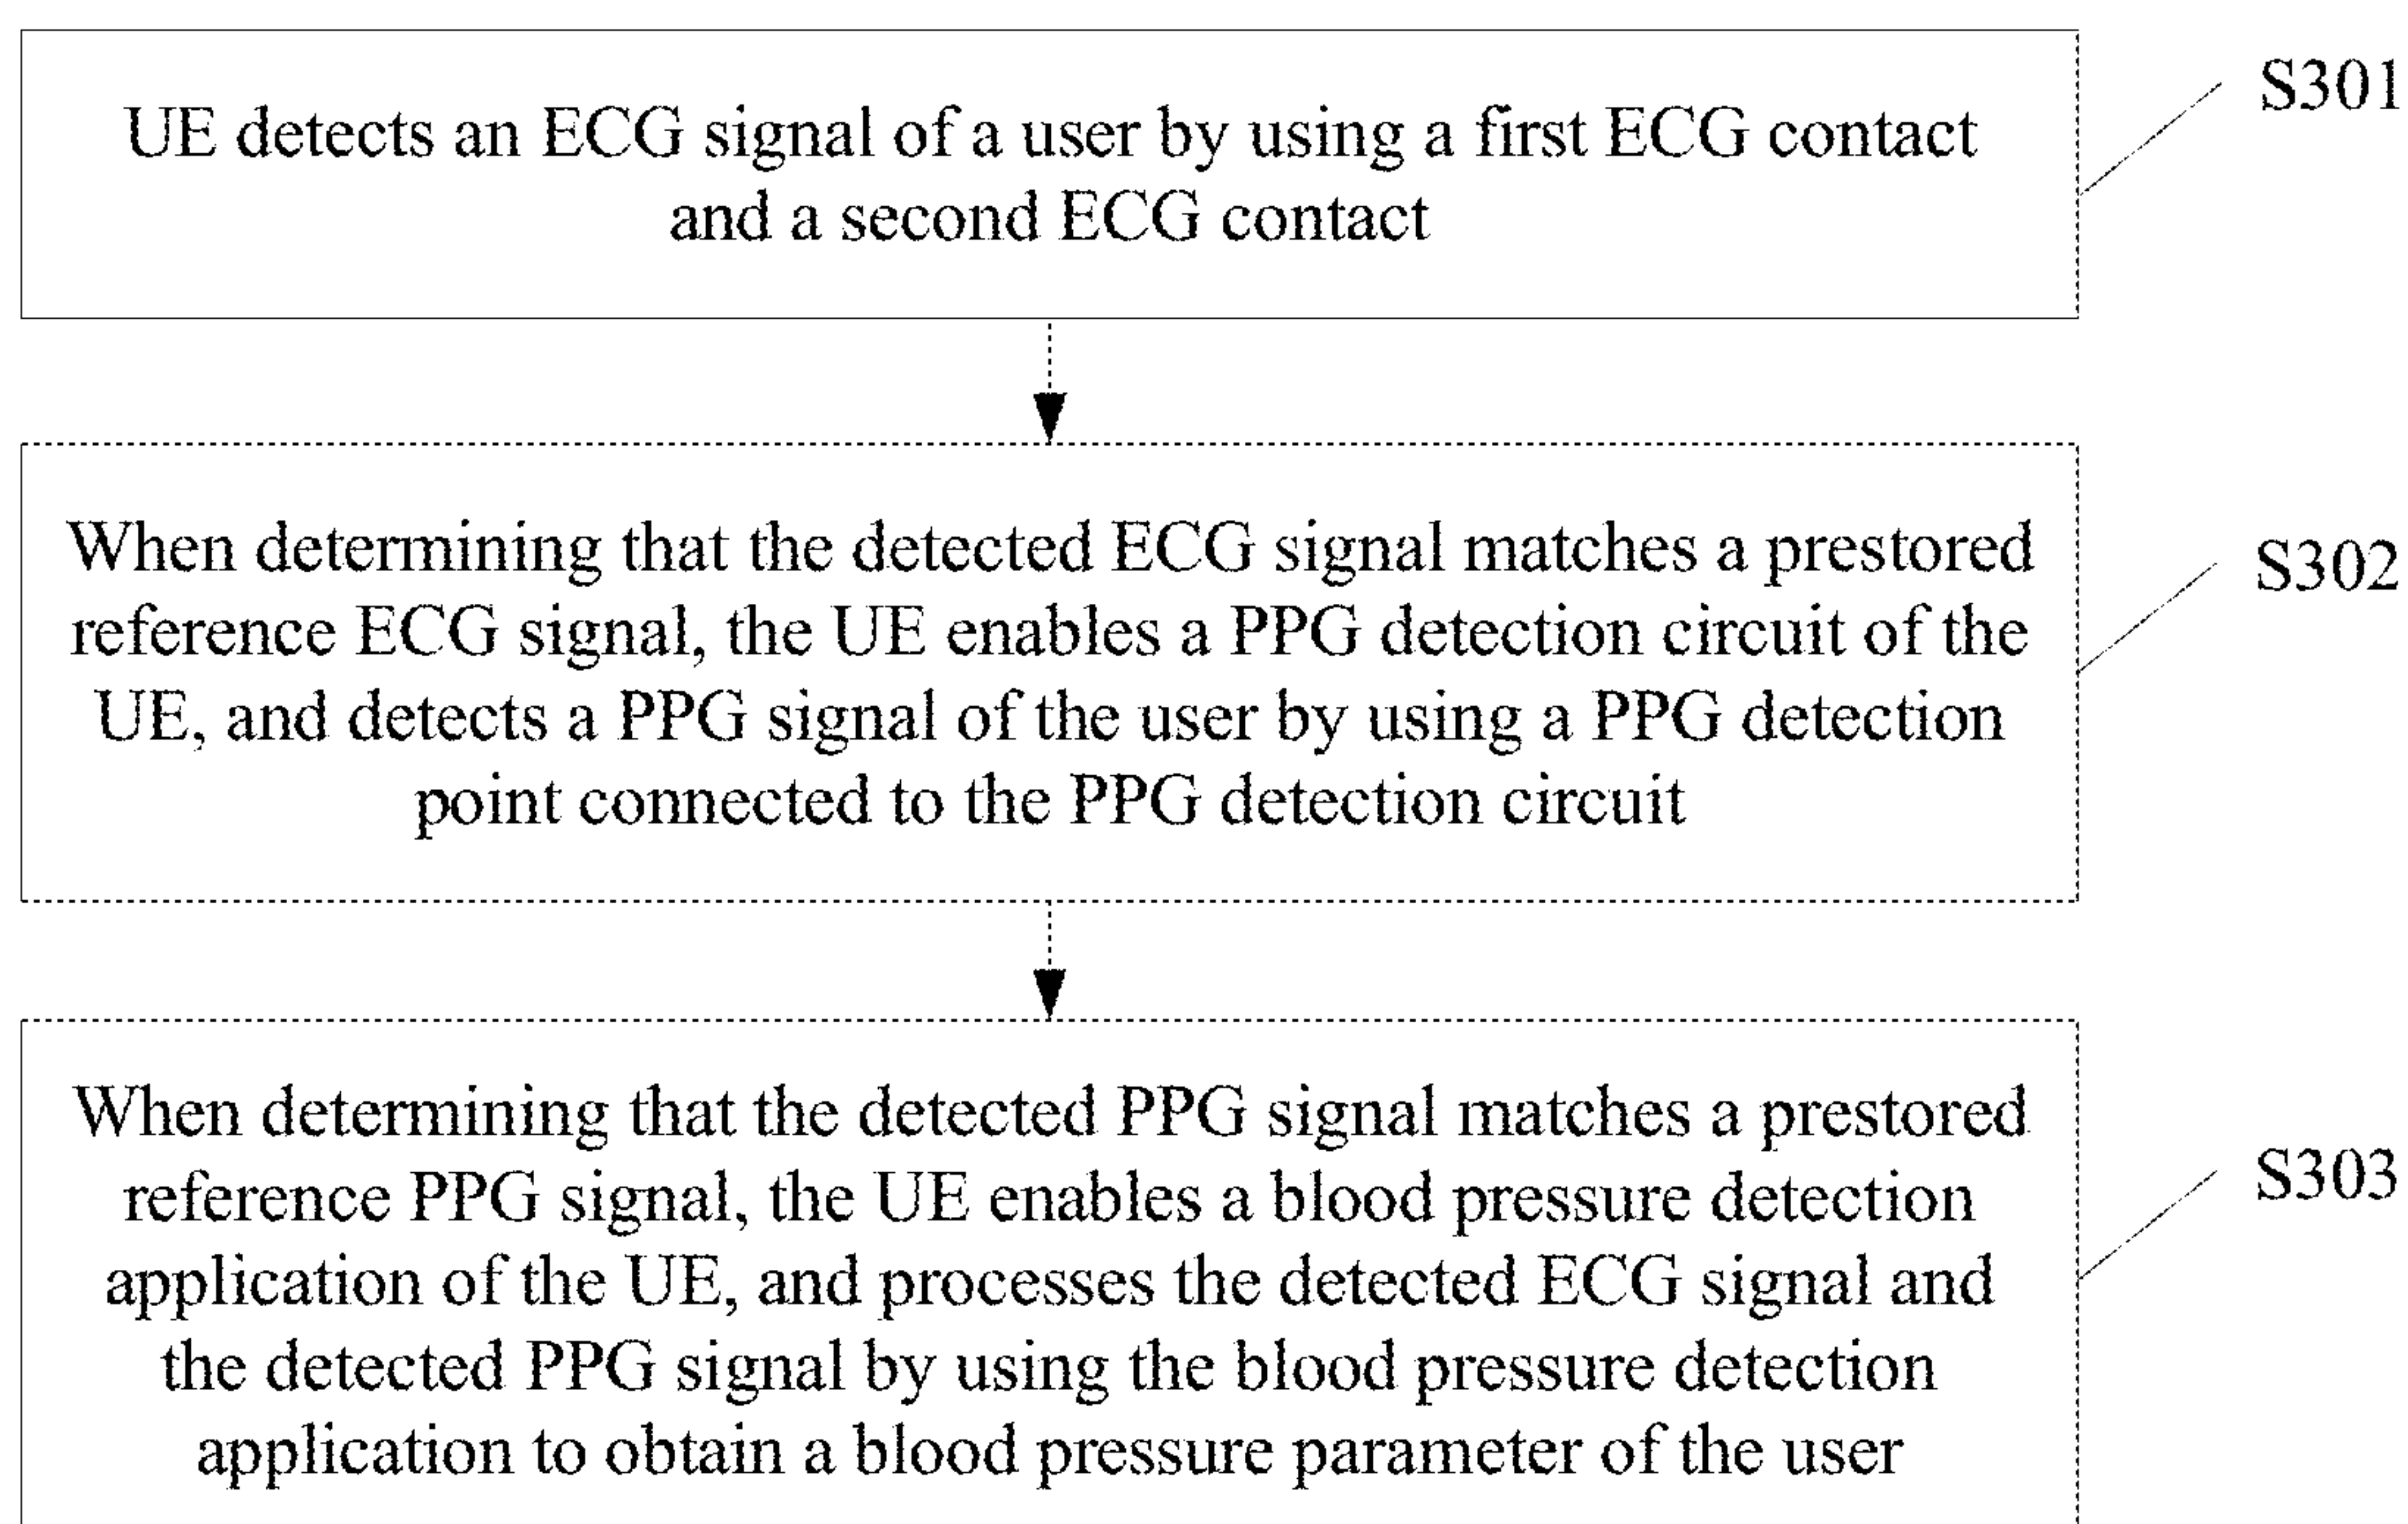 UE detects an ECG signal of a user by using a first ECG contact
and a second ECG contact
S301
When determining that the detected ECG signal matches a prestored
reference ECG signal, the UE enables a PPG detection circuit of the
UE, and detects a PPG signal of the user by using a PPG detection
point connected to the PPG detection circuit
S302
When determining that the detected PPG signal matches a prestored
reference PPG signal, the UE enables a blood pressure detection
application of the UE, and processes the detected ECG signal and
the detected PPG signal by using the blood pressure detection
application to obtain a blood pressure parameter of the user
S303